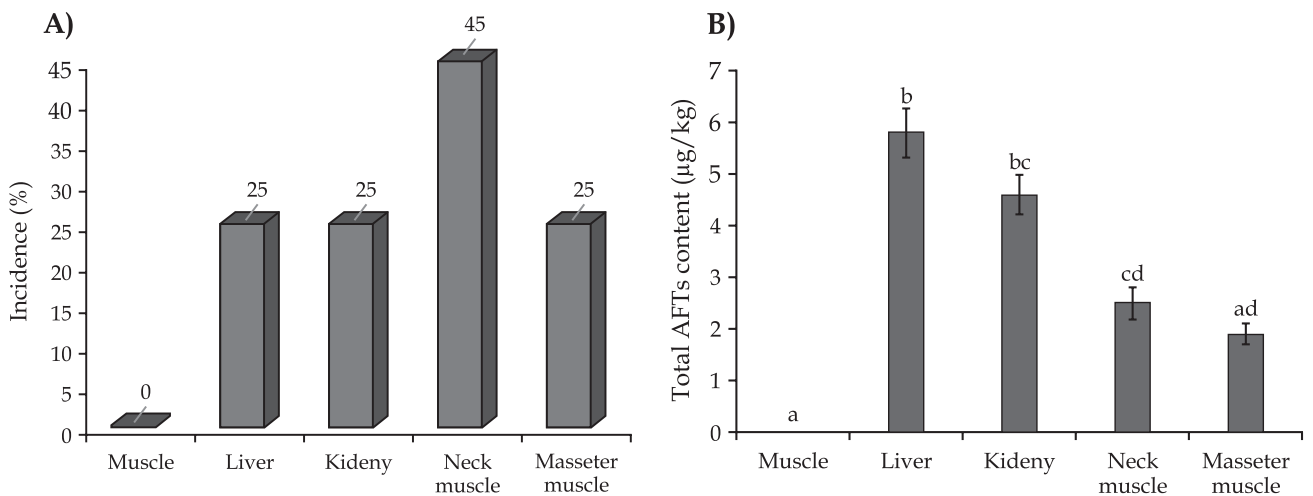 A)
Incidence (%)
45
40
35
30
25
20
15
10
5
0
0
25
25
45
25
Muscle
Liver
Kideny
Neck
muscle
Masseter
muscle
B)
Total AFTs content (µg/kg)
7
6
5
4
3
2
1
0
a
b
bc
cd
ad
Muscle
Liver
Kideny
Neck
muscle
Masseter
muscle